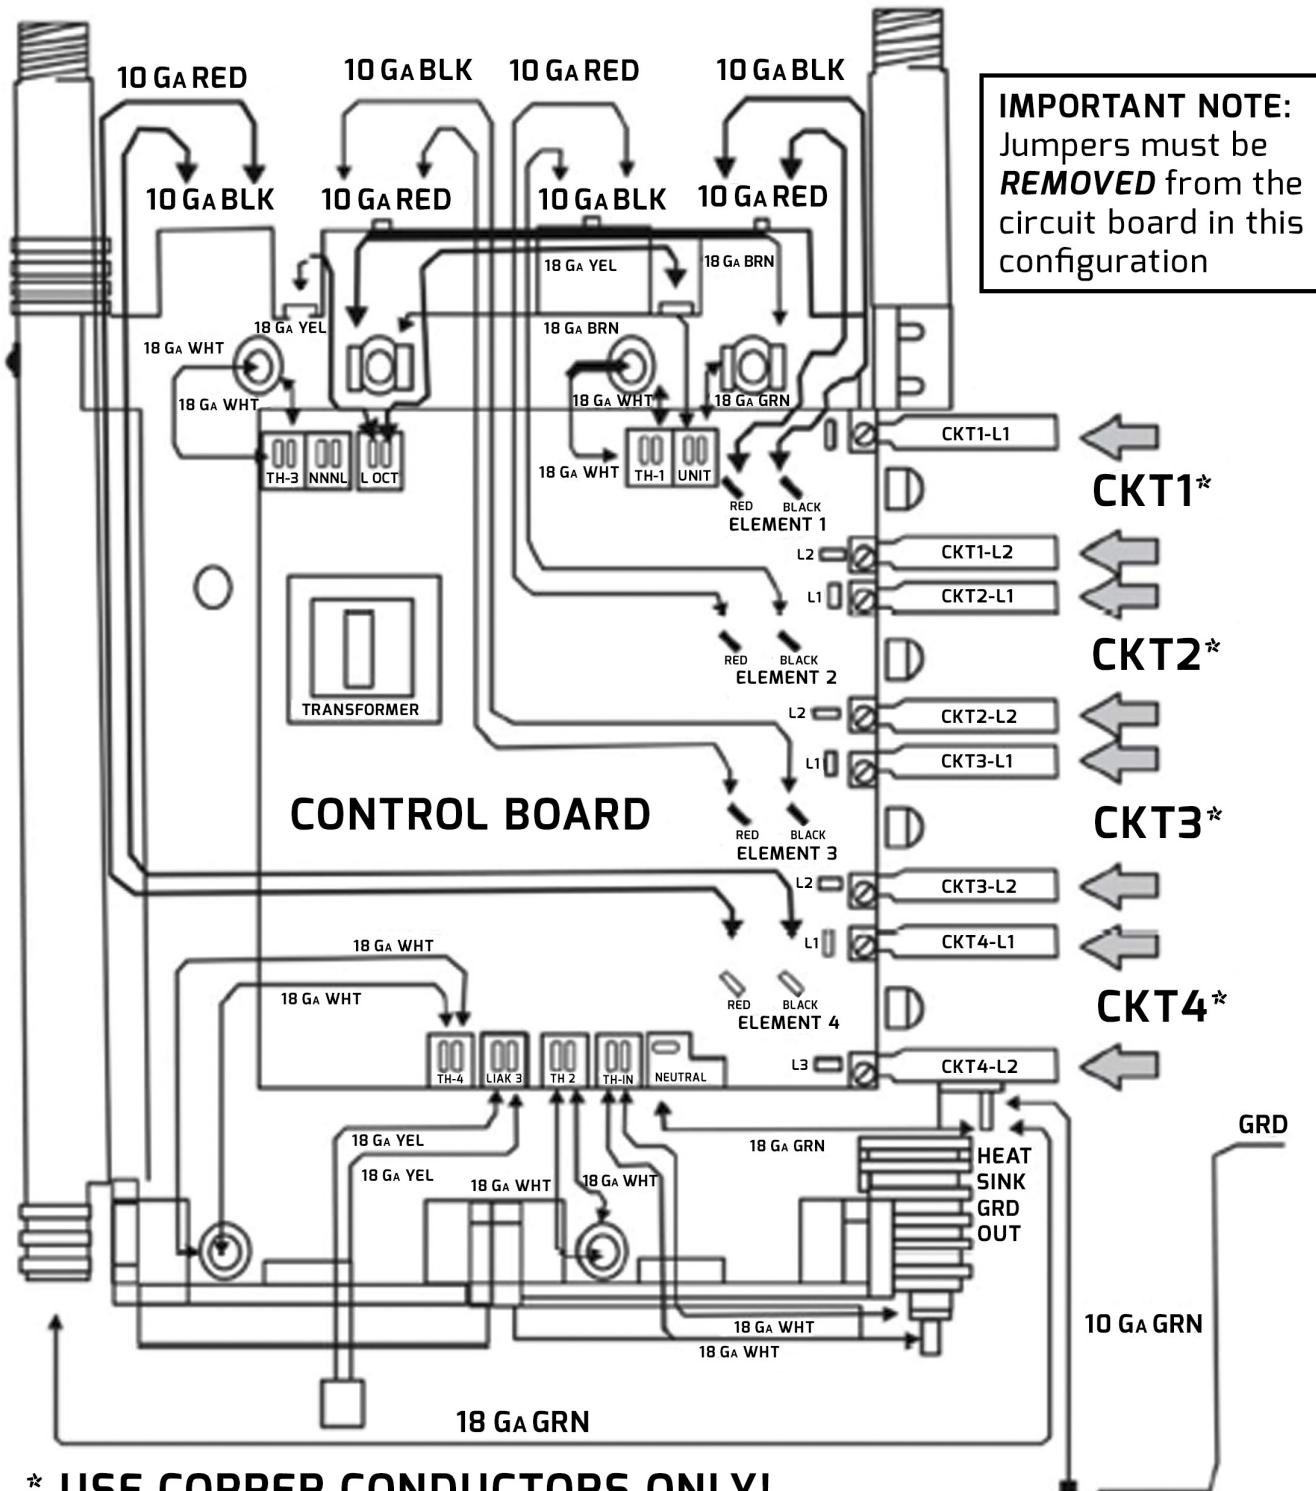 10 GA RED
10 GA BLK
10 GA RED
10 GA BLK
IMPORTANT NOTE:
Jumpers must be
REMOVED from the
circuit board in this
configuration
10 GA BLK
10 GA RED
10 GA BLK
10 GA RED
18 GA YEL
18 GA BRN
18 GA YEL
18 GA BRN
18 GA WHT
18 GA WHT
18 GA WHT
18 GA GRN
18 GA WHT
TH-3
NNNL
L OCT
TH-1
UNIT
CKT1-L1
CKT1*
RED
BLACK
ELEMENT 1
L2
CKT1-L2
L1
CKT2-L1
CKT2*
RED
BLACK
ELEMENT 2
TRANSFORMER
L2
CKT2-L2
L1
CKT3-L1
CONTROL BOARD
CKT3*
RED
BLACK
ELEMENT 3
L2
CKT3-L2
L1
CKT4-L1
18 GA WHT
18 GA WHT
RED
BLACK
ELEMENT 4
CKT4*
L3
CKT4-L2
TH-4
LIAK 3
TH 2
TH-IN
NEUTRAL
18 GA YEL
18 GA GRN
GRD
18 GA YEL
18 GA WHT
18 GA WHT
HEAT
SINK
GRD
OUT
18 GA WHT
18 GA WHT
10 GA GRN
18 GA GRN
* USE COPPER CONDUCTORS ONLY!